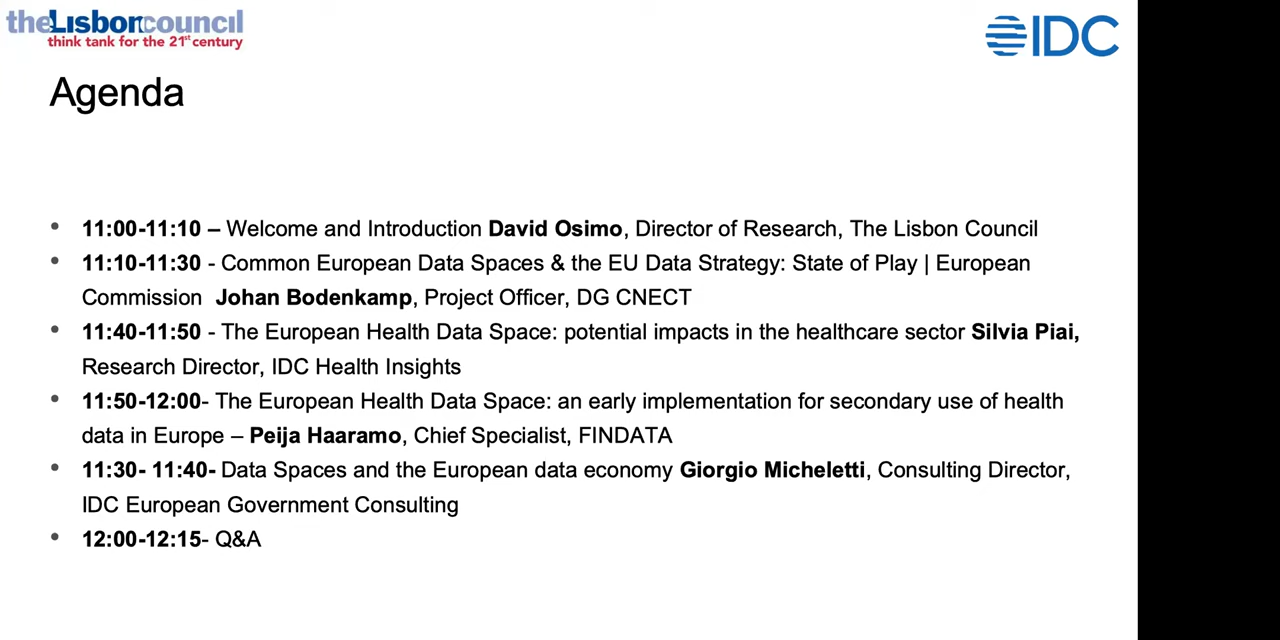 theLisboncouncil
think tank for the 21st century
IDC
Agenda
• 11:00-11:10 – Welcome and Introduction David Osimo, Director of Research, The Lisbon Council
• 11:10-11:30 - Common European Data Spaces & the EU Data Strategy: State of Play | European
Commission Johan Bodenkamp, Project Officer, DG CNECT
• 11:40-11:50 - The European Health Data Space: potential impacts in the healthcare sector Silvia Piai,
Research Director, IDC Health Insights
• 11:50-12:00- The European Health Data Space: an early implementation for secondary use of health
data in Europe – Peija Haaramo, Chief Specialist, FINDATA
• 11:30- 11:40- Data Spaces and the European data economy Giorgio Micheletti, Consulting Director,
IDC European Government Consulting
• 12:00-12:15- Q&A